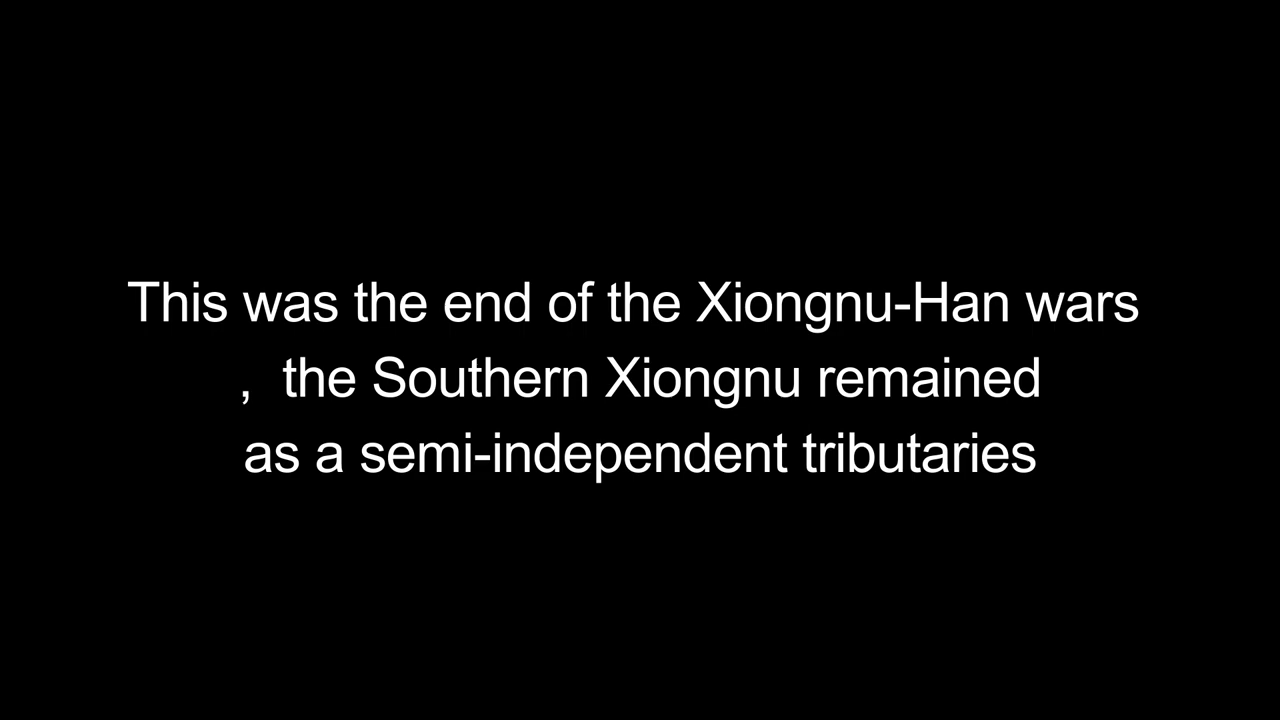 This was the end of the Xiongnu-Han wars
,  the Southern Xiongnu remained
as a semi-independent tributaries